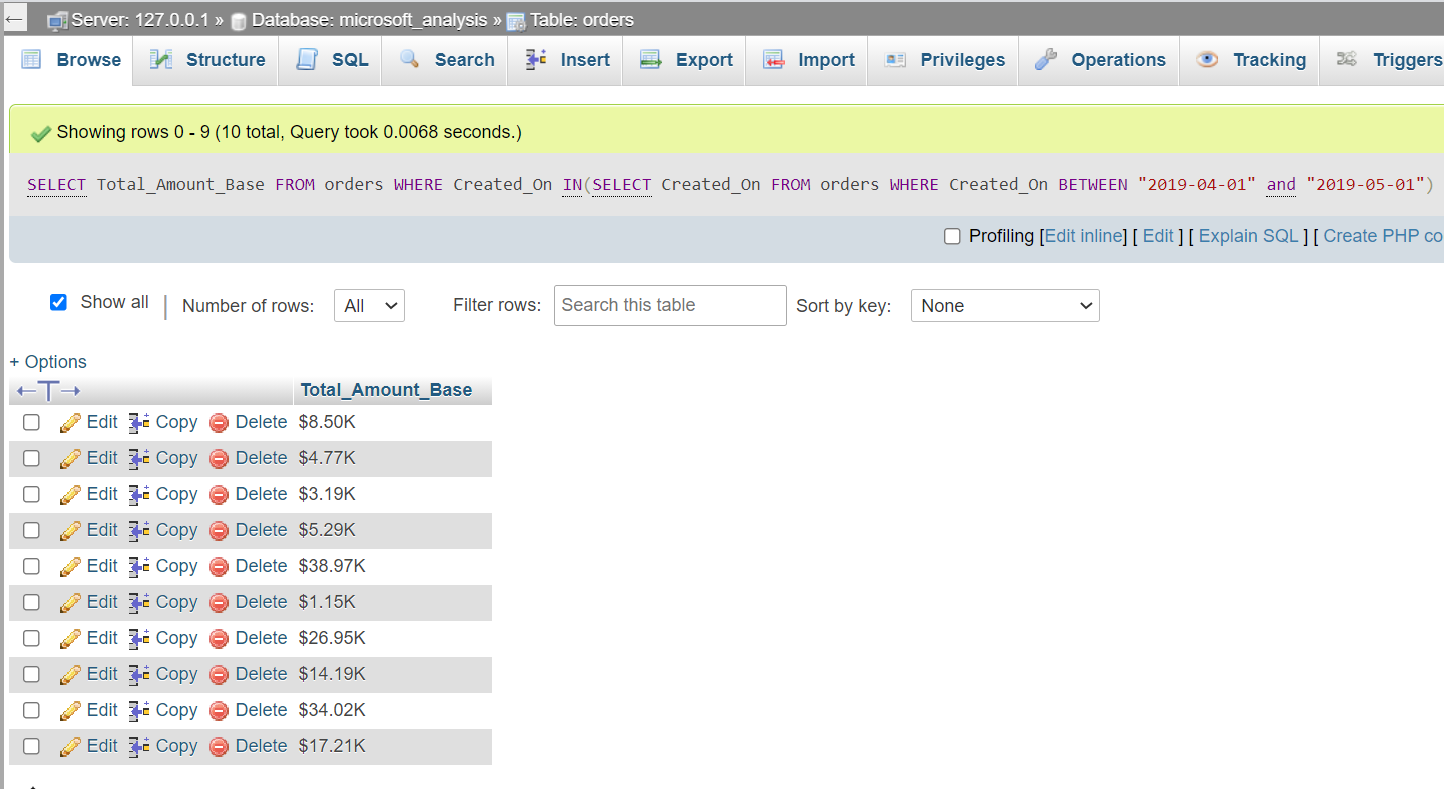 Server: 127.0.0.1 » Database: microsoft_analysis » Table: orders
Browse Structure SQL Search Insert Export Import Privileges Operations Tracking Triggers
Showing rows 0 - 9 (10 total, Query took 0.0068 seconds.)
SELECT Total_Amount_Base FROM orders WHERE Created_On IN(SELECT Created_On FROM orders WHERE Created_On BETWEEN "2019-04-01" and "2019-05-01")
Profiling [Edit inline] [ Edit ] [ Explain SQL ] [ Create PHP co
Show all | Number of rows: All Filter rows: Search this table Sort by key: None
+ Options
←T→ Total_Amount_Base
Edit Copy Delete $8.50K
Edit Copy Delete $4.77K
Edit Copy Delete $3.19K
Edit Copy Delete $5.29K
Edit Copy Delete $38.97K
Edit Copy Delete $1.15K
Edit Copy Delete $26.95K
Edit Copy Delete $14.19K
Edit Copy Delete $34.02K
Edit Copy Delete $17.21K